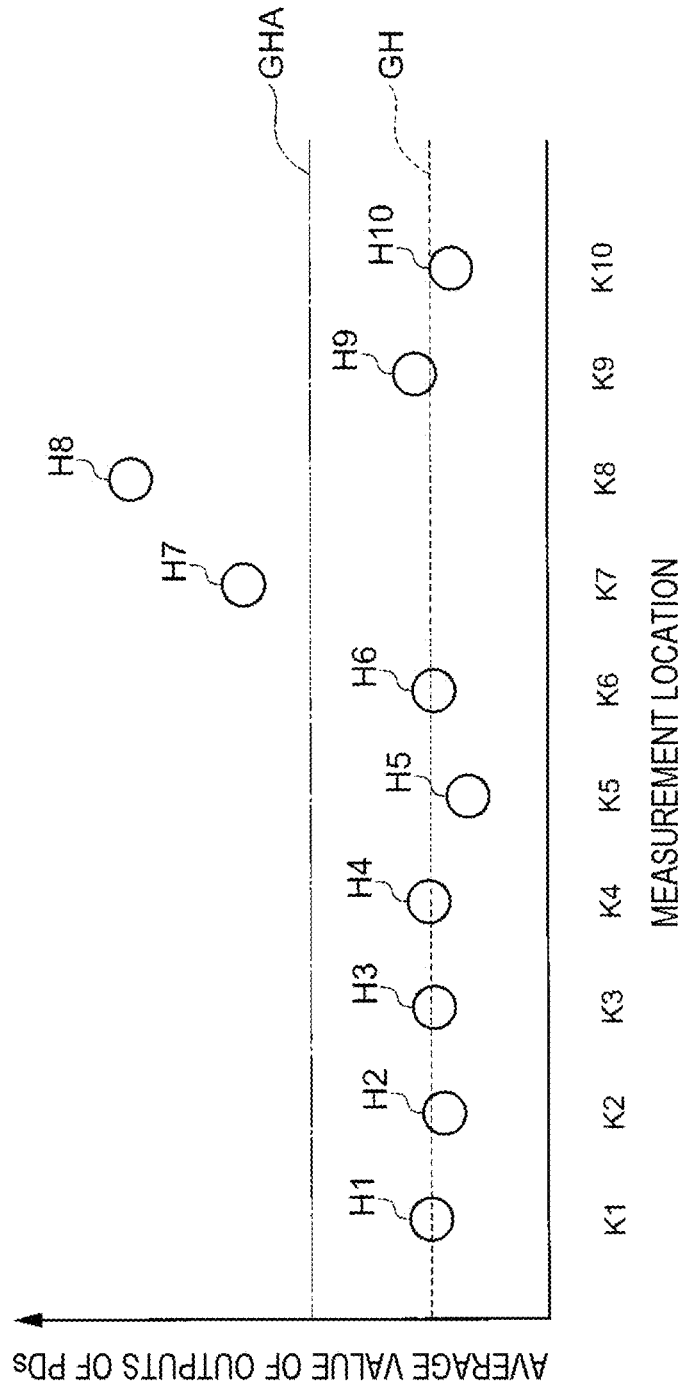 AVERAGE VALUE OF OUTPUTS OF PDs
GHA
GH
H1
H2
H3
H4
H5
H6
H7
H8
H9
H10
K1
K2
K3
K4
K5
K6
K7
K8
K9
K10
MEASUREMENT LOCATION